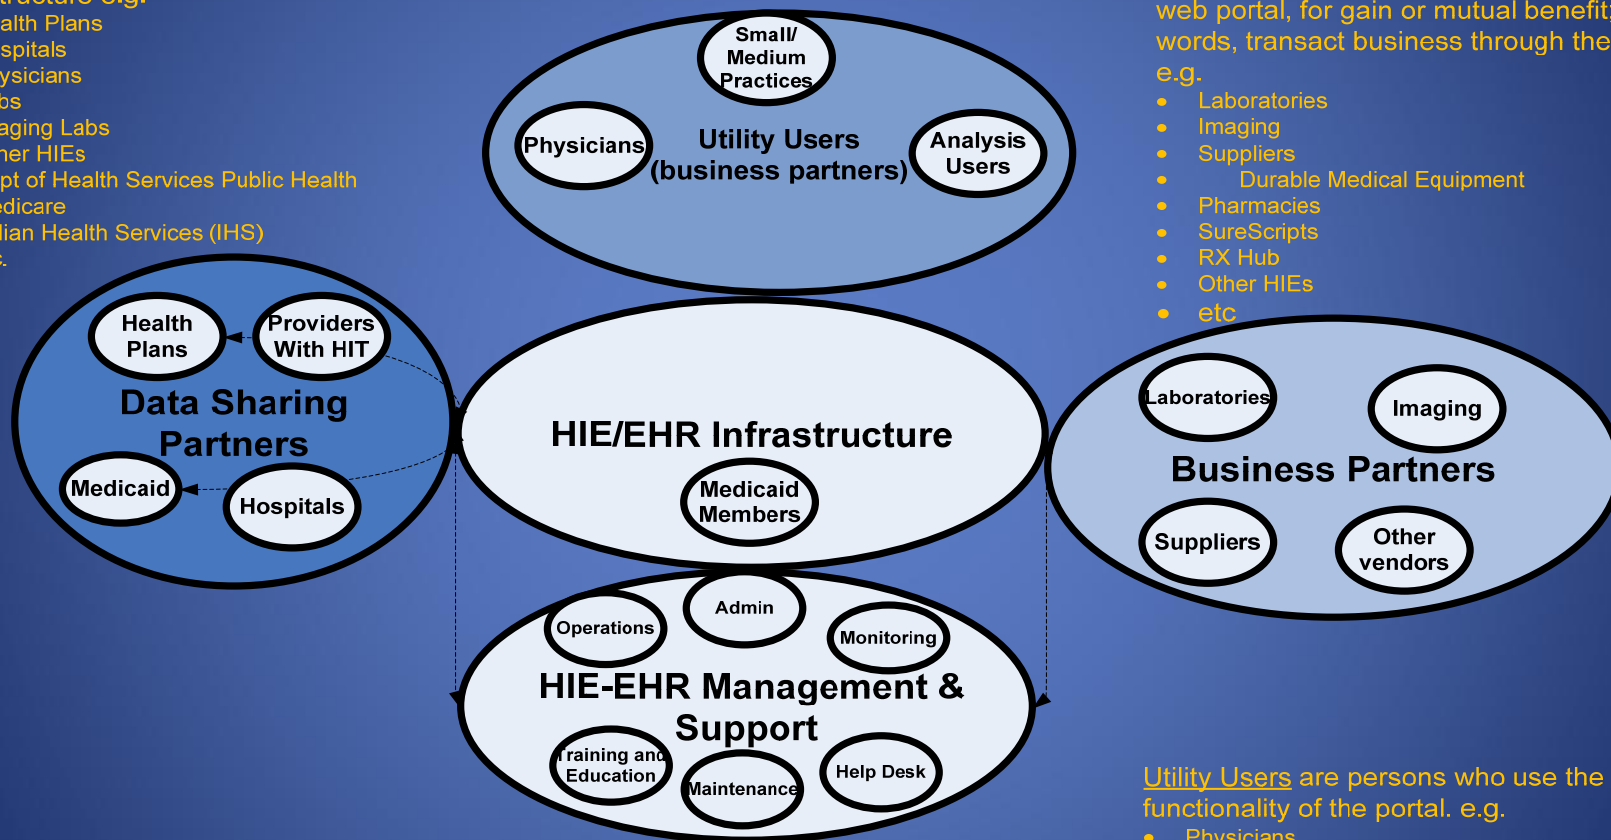 structure e.g.
alth Plans
spitals
ysicians
bs
aging Labs
her HIEs
pt of Health Services Public Health
edicare
dian Health Services (IHS)
c.
web portal, for gain or mutual benefit;
words, transact business through the
e.g.
• Laboratories
• Imaging
• Suppliers
• Durable Medical Equipment
• Pharmacies
• SureScripts
• RX Hub
• Other HIEs
• etc
Small/
Medium
Practices
Physicians
Utility Users
(business partners)
Analysis
Users
Health
Plans
Providers
With HIT
Data Sharing
Partners
Medicaid
Hospitals
HIE/EHR Infrastructure
Medicaid
Members
Laboratories
Imaging
Business Partners
Suppliers
Other
vendors
Operations
Admin
Monitoring
HIE-EHR Management &
Support
Training and
Education
Maintenance
Help Desk
Utility Users are persons who use the
functionality of the portal. e.g.
• Physicians